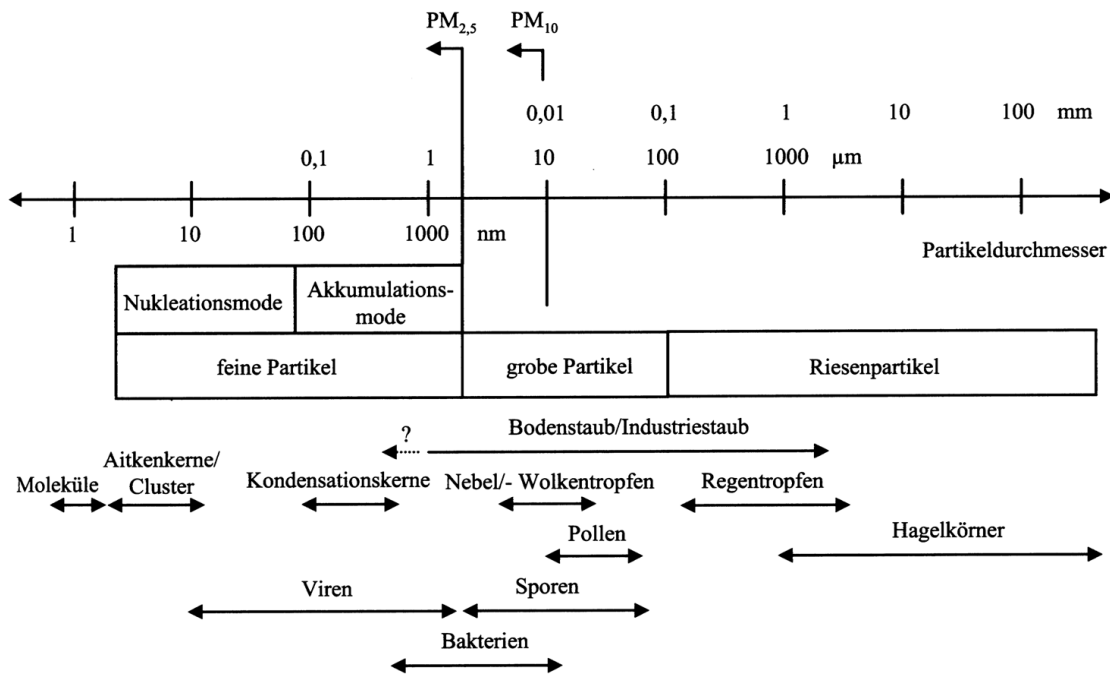 PM2,5
PM10
0,01 0,1 1 10 100 mm
0,1 1 10 100 1000 µm
1 10 100 1000 nm
Partikeldurchmesser
Nukleationsmode
Akkumulations-
mode
feine Partikel
grobe Partikel
Riesenpartikel
?
Bodenstaub/Industriestaub
Moleküle
Aitkenkerne/
Cluster
Kondensationskerne
Nebel/- Wolkentropfen
Regentropfen
Pollen
Hagelkörner
Viren
Sporen
Bakterien